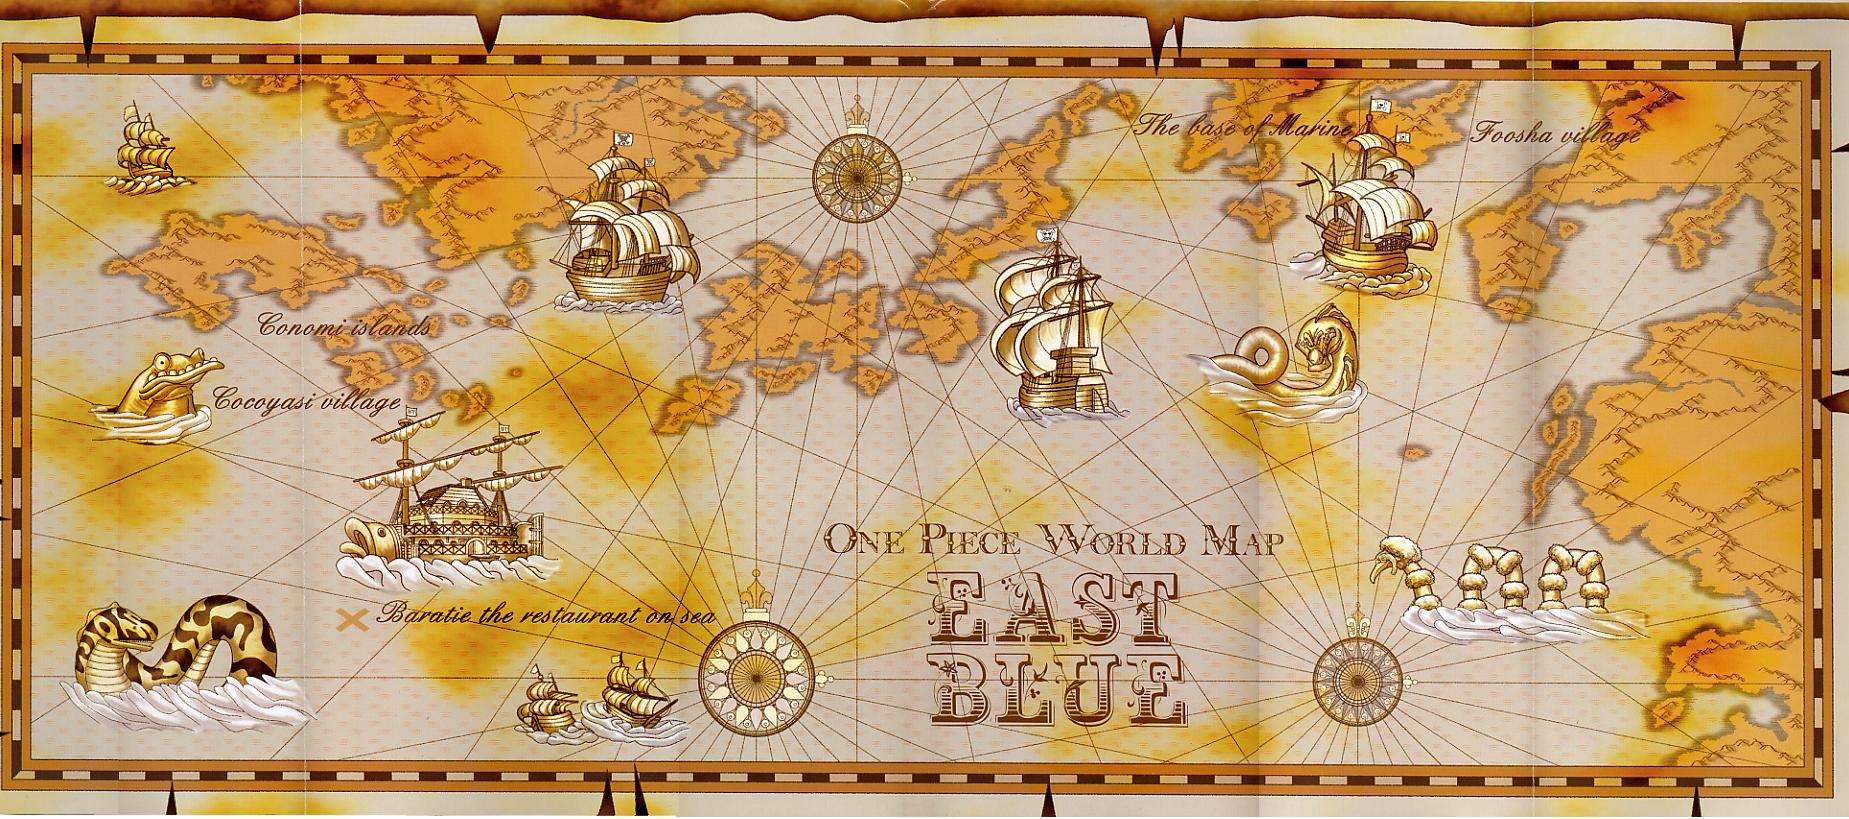 The base of Marine
Foosha village
Conomi islands
Cocoyasi village
ONE PIECE WORLD MAP
EAST
BLUE
Baratie the restaurant on sea